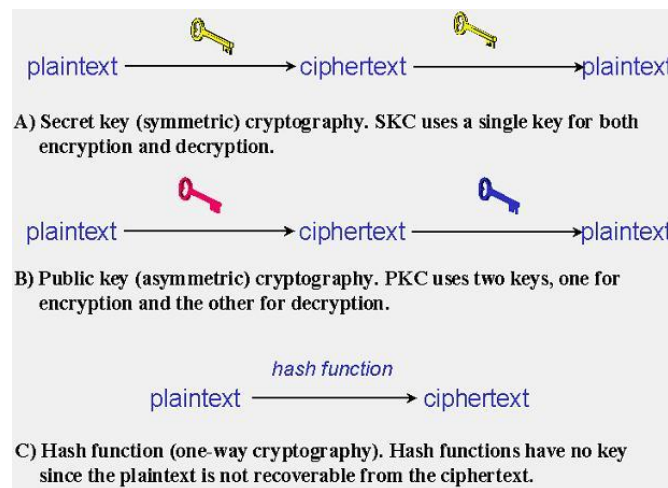 plaintext ciphertext plaintext
A) Secret key (symmetric) cryptography. SKC uses a single key for both
encryption and decryption.
plaintext ciphertext plaintext
B) Public key (asymmetric) cryptography. PKC uses two keys, one for
encryption and the other for decryption.
hash function
plaintext ciphertext
C) Hash function (one-way cryptography). Hash functions have no key
since the plaintext is not recoverable from the ciphertext.